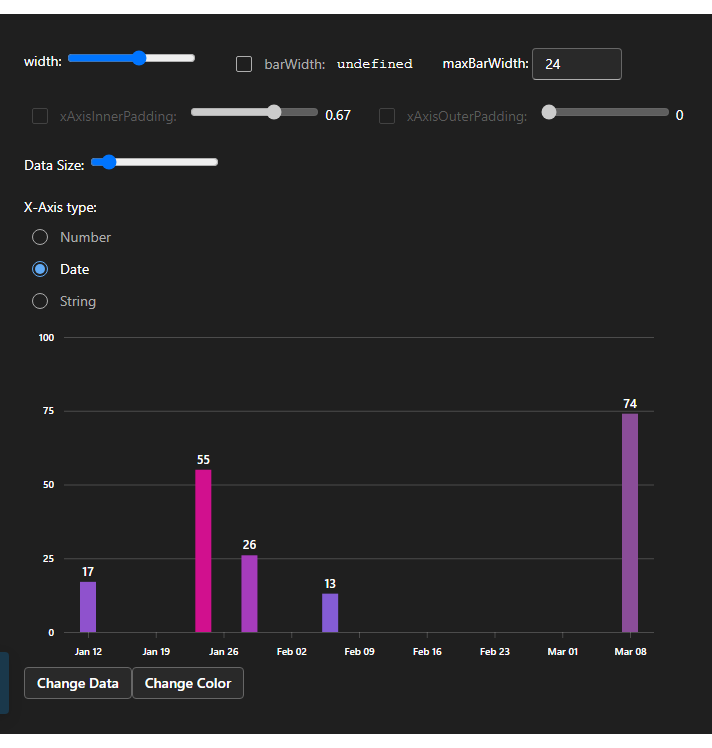 width: barWidth: undefined maxBarWidth: 24
xAxisInnerPadding: 0.67 xAxisOuterPadding: 0
Data Size:
X-Axis type:
Number
Date
String
100
74
75
55
50
26
25
17
13
0
Jan 12 Jan 19 Jan 26 Feb 02 Feb 09 Feb 16 Feb 23 Mar 01 Mar 08
Change Data Change Color